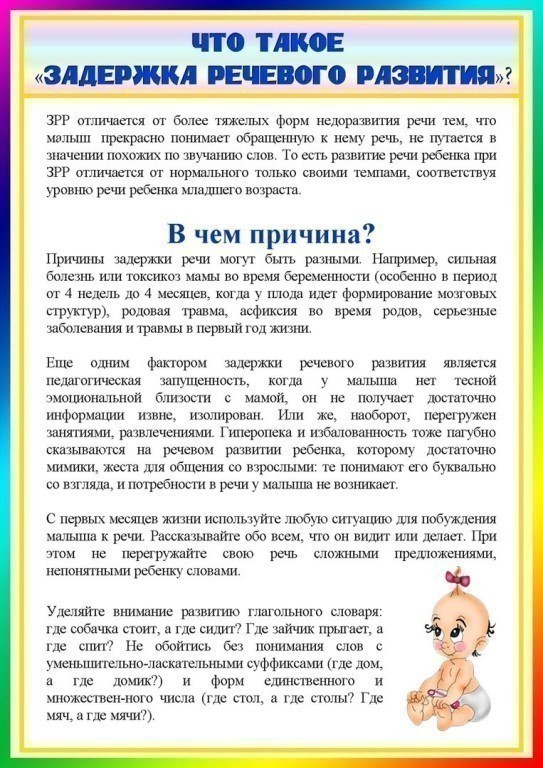 ЧТО ТАКОЕ
«ЗАДЕРЖКА РЕЧЕВОГО РАЗВИТИЯ»?
ЗРР отличается от более тяжелых форм недоразвития речи тем, что
малыш прекрасно понимает обращенную к нему речь, не путается в
значении похожих по звучанию слов. То есть развитие речи ребенка при
ЗРР отличается от нормального только своими темпами, соответствуя
уровню речи ребенка младшего возраста.
В чем причина?
Причины задержки речи могут быть разными. Например, сильная
болезнь или токсикоз мамы во время беременности (особенно в период
от 4 недель до 4 месяцев, когда у плода идет формирование мозговых
структур), родовая травма, асфиксия во время родов, серьезные
заболевания и травмы в первый год жизни.
Еще одним фактором задержки речевого развития является
педагогическая запущенность, когда у малыша нет тесной
эмоциональной близости с мамой, он не получает достаточно
информации извне, изолирован. Или же, наоборот, перегружен
занятиями, развлечениями. Гиперопека и избалованность тоже пагубно
сказываются на речевом развитии ребенка, которому достаточно
мимики, жеста для общения со взрослыми: те понимают его буквально
со взгляда, и потребности в речи у малыша не возникает.
С первых месяцев жизни используйте любую ситуацию для побуждения
малыша к речи. Рассказывайте обо всем, что он видит или делает. При
этом не перегружайте свою речь сложными предложениями,
непонятными ребенку словами.
Уделяйте внимание развитию глагольного словаря:
где собачка стоит, а где сидит? Где зайчик прыгает, а
где спит? Не обойтись без понимания слов с
уменьшительно-ласкательными суффиксами (где дом,
а где домик?) и форм единственного и
множествен-ного числа (где стол, а где столы? Где
мяч, а где мячи?).